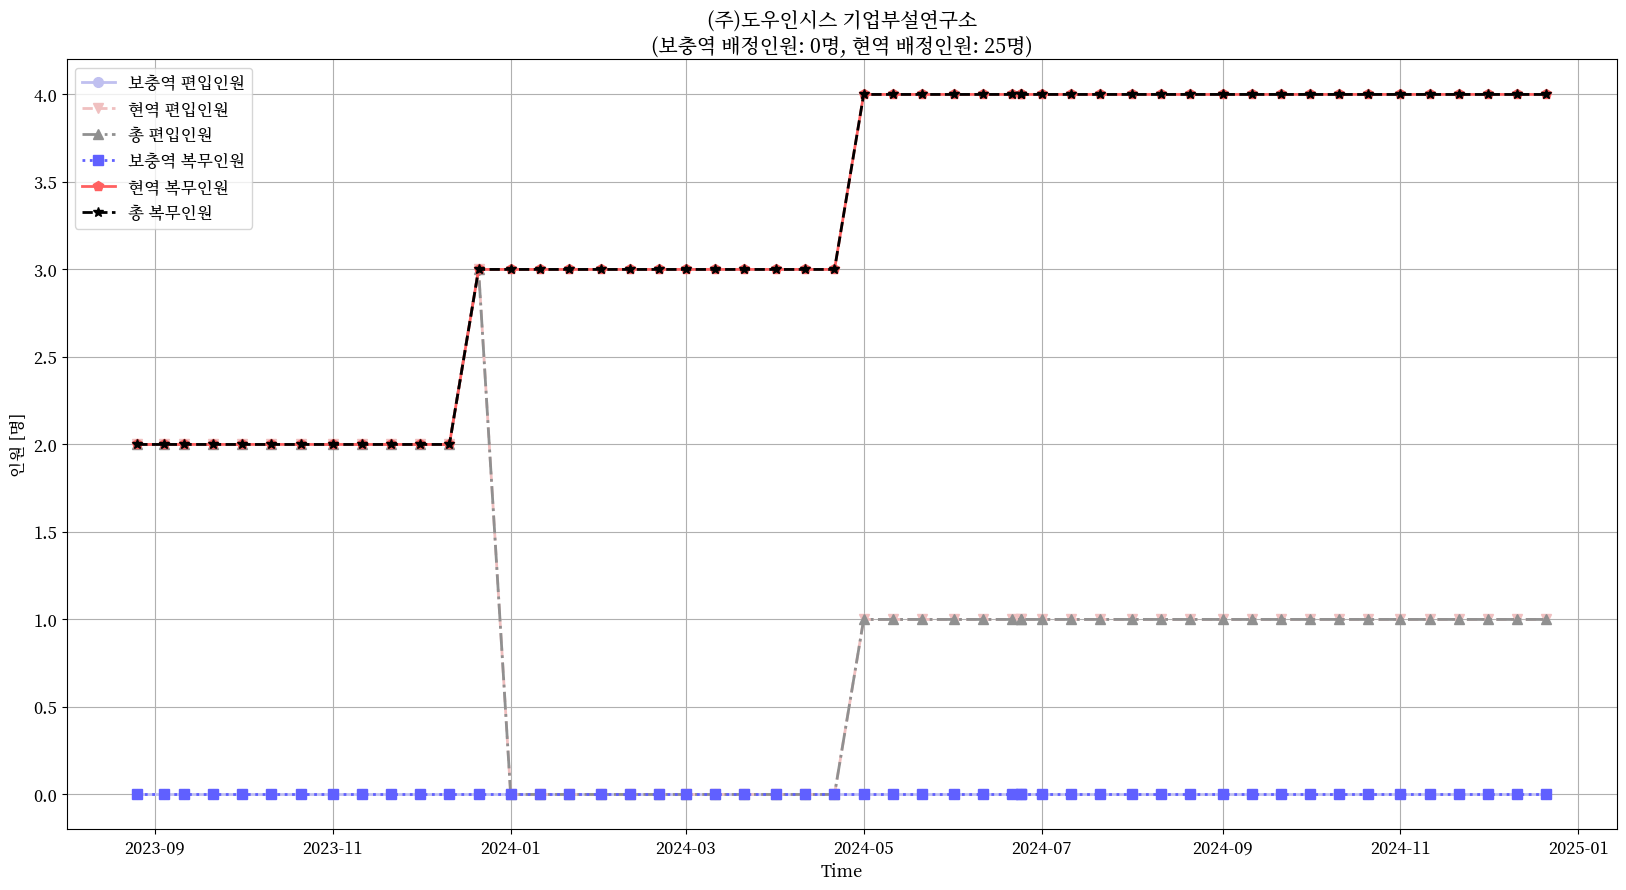 (주)도우인시스 기업부설연구소
(보충역 배정인원: 0명, 현역 배정인원: 25명)
보충역 편입인원
현역 편입인원
총 편입인원
보충역 복무인원
현역 복무인원
총 복무인원
4.0
3.5
3.0
2.5
2.0
1.5
1.0
0.5
0.0
인원 [명]
2023-09
2023-11
2024-01
2024-03
2024-05
2024-07
2024-09
2024-11
2025-01
Time